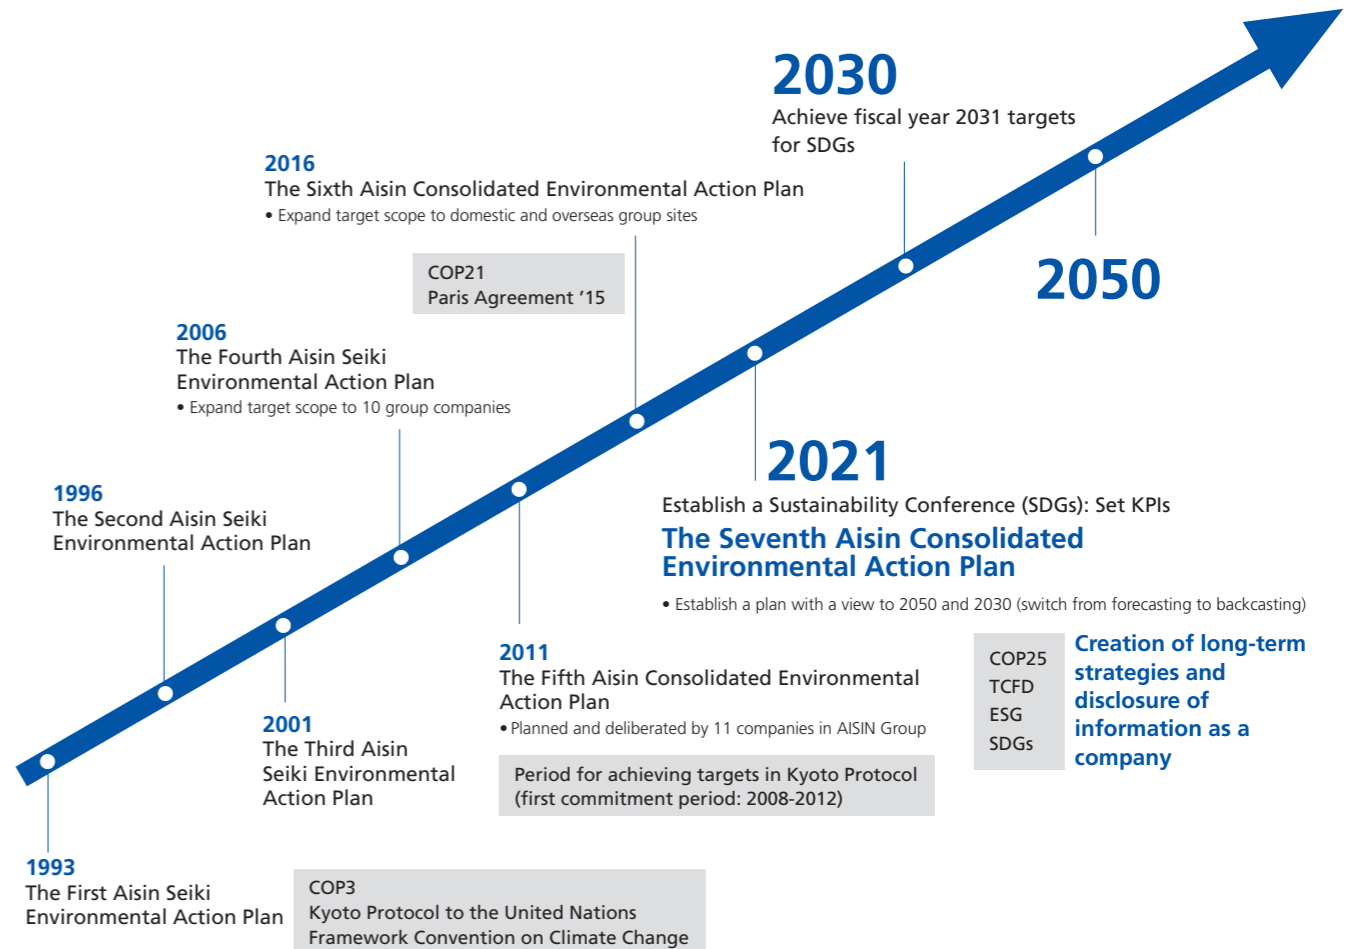 2030
Achieve fiscal year 2031 targets
for SDGs
2016
The Sixth Aisin Consolidated Environmental Action Plan
• Expand target scope to domestic and overseas group sites
COP21
Paris Agreement ’15
2050
2006
The Fourth Aisin Seiki
Environmental Action Plan
• Expand target scope to 10 group companies
2021
Establish a Sustainability Conference (SDGs): Set KPIs
The Seventh Aisin Consolidated
Environmental Action Plan
• Establish a plan with a view to 2050 and 2030 (switch from forecasting to backcasting)
1996
The Second Aisin Seiki
Environmental Action Plan
COP25
TCFD
ESG
SDGs
Creation of long-term
strategies and
disclosure of
information as a
company
2011
The Fifth Aisin Consolidated Environmental
Action Plan
• Planned and deliberated by 11 companies in AISIN Group
Period for achieving targets in Kyoto Protocol
(first commitment period: 2008-2012)
2001
The Third Aisin
Seiki Environmental
Action Plan
1993
The First Aisin Seiki
Environmental Action Plan
COP3
Kyoto Protocol to the United Nations
Framework Convention on Climate Change